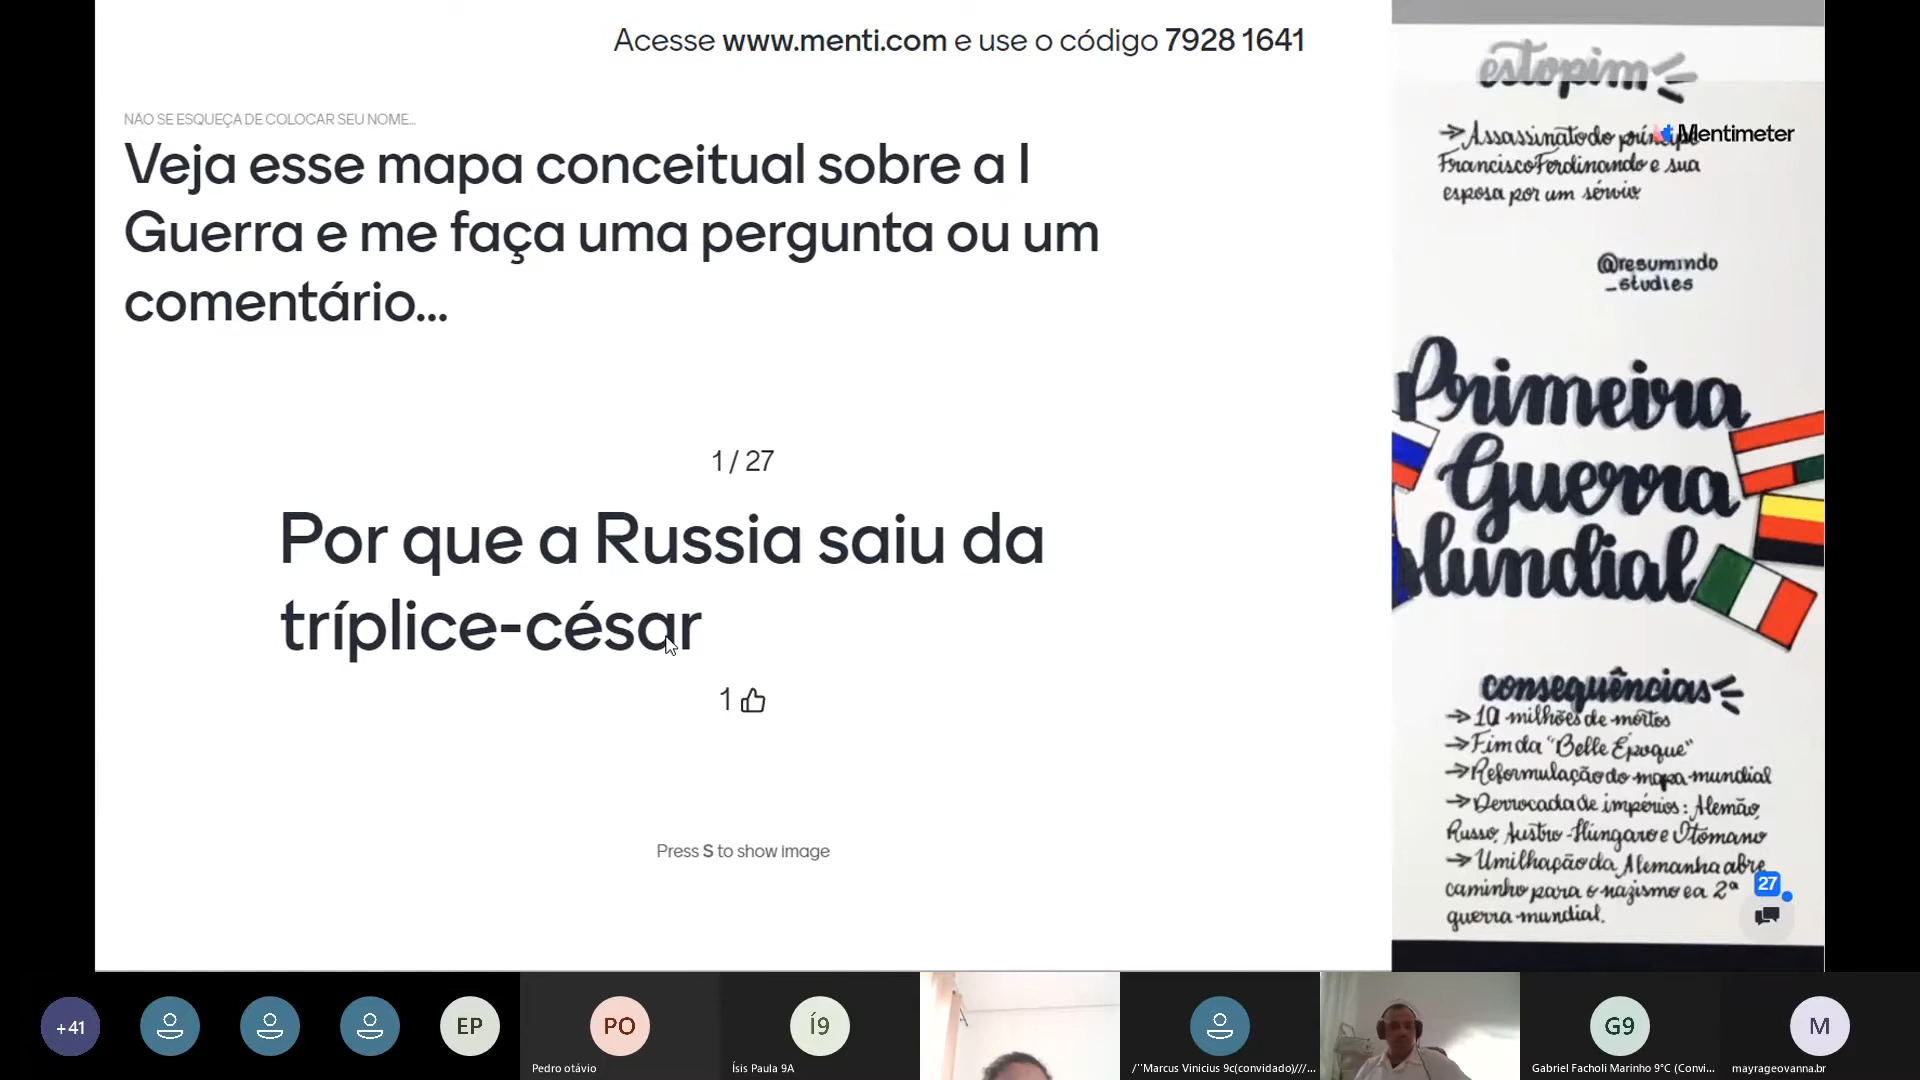 Acesse www.menti.com e use o código 7928 1641
NÃO SE ESQUEÇA DE COLOCAR SEU NOME...
Veja esse mapa conceitual sobre a I
Guerra e me faça uma pergunta ou um
comentário...
1 / 27
Por que a Russia saiu da
tríplice-césar
1
Press S to show image
estopim
Mentimeter
→ Assassinato do príncipe
Francisco Ferdinando e sua
esposa por um sérvio.
@resumindo
_studies
Primeira
Guerra
Mundial
consequências
→ 10 milhões de mortos
→ Fim da "Belle Époque"
→ Reformulação do mapa-mundial
→ Derrocada de impérios: Alemão,
Russo, Austro-Húngaro e Otomano
→ Umilhação da Alemanha abre
caminho para o nazismo e a 2ª
guerra-mundial.
27
+41
EP
PO
Pedro otávio
Í9
Ísis Paula 9A
/''Marcus Vinicius 9c(convidado)///...
G9
Gabriel Facholi Marinho 9°C (Convi...
M
mayrageovanna.br